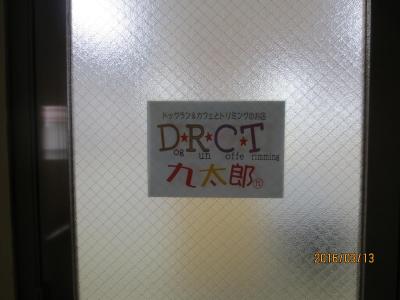 ドッグラン&カフェとトリミングのお店
D★R★C★T
og un offe rimming
九太郎®
2016/03/13